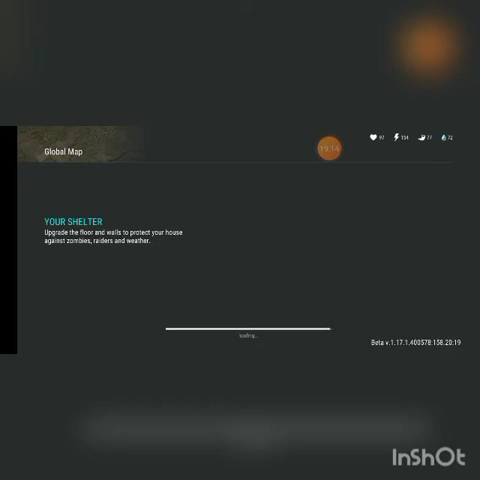 19:14
97 104 77 72
Global Map
YOUR SHELTER
Upgrade the floor and walls to protect your house
against zombies, raiders and weather.
loading...
Beta v.1.17.1.400578:158.20:19
InShOt